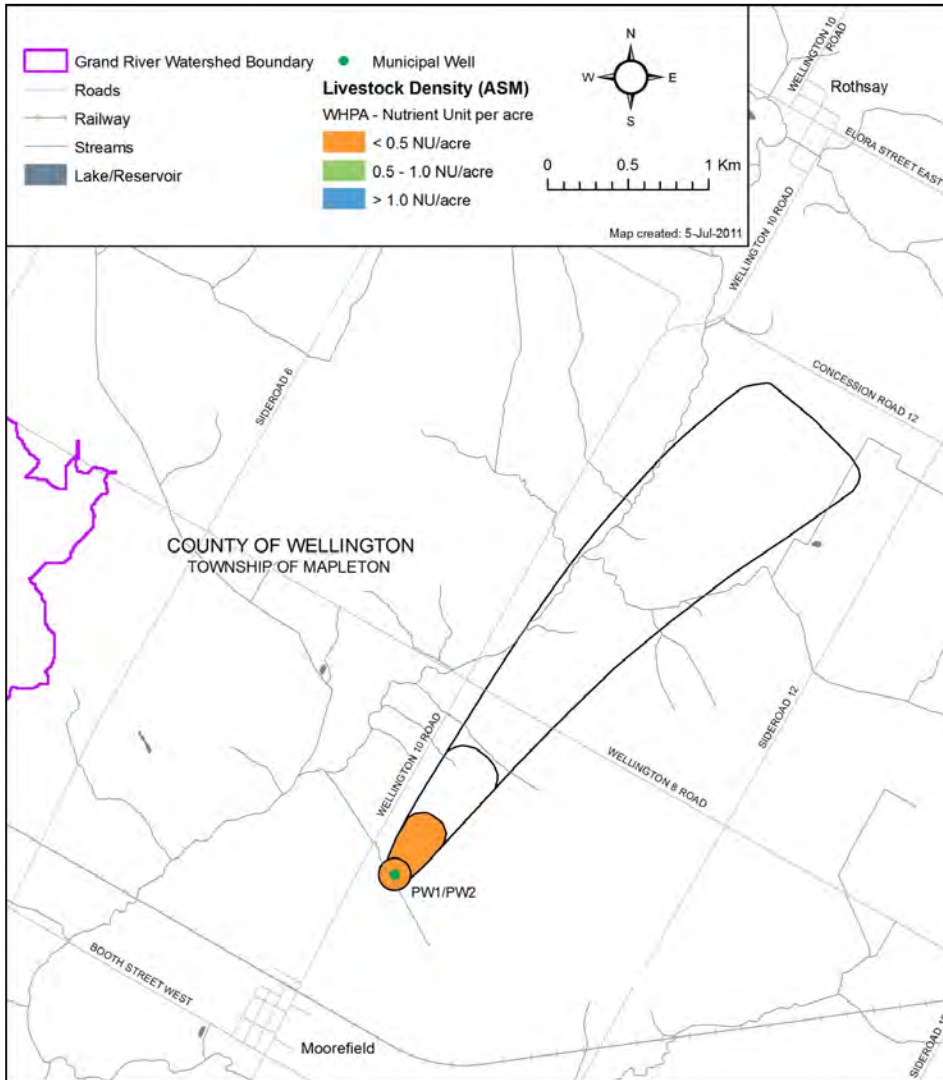 Grand River Watershed Boundary
Roads
Railway
Streams
Lake/Reservoir
Municipal Well
Livestock Density (ASM)
WHPA - Nutrient Unit per acre
< 0.5 NU/acre
0.5 - 1.0 NU/acre
> 1.0 NU/acre
N
W E
S
0 0.5 1 Km
Map created: 5-Jul-2011
WELLINGTON 10
ROAD
Rothsay
ELORA STREET EAST
WELLINGTON 10 ROAD
SIDEROAD 6
CONCESSION ROAD 12
COUNTY OF WELLINGTON
TOWNSHIP OF MAPLETON
WELLINGTON 10 ROAD
SIDEROAD 12
WELLINGTON 8 ROAD
PW1/PW2
BOOTH STREET WEST
Moorefield